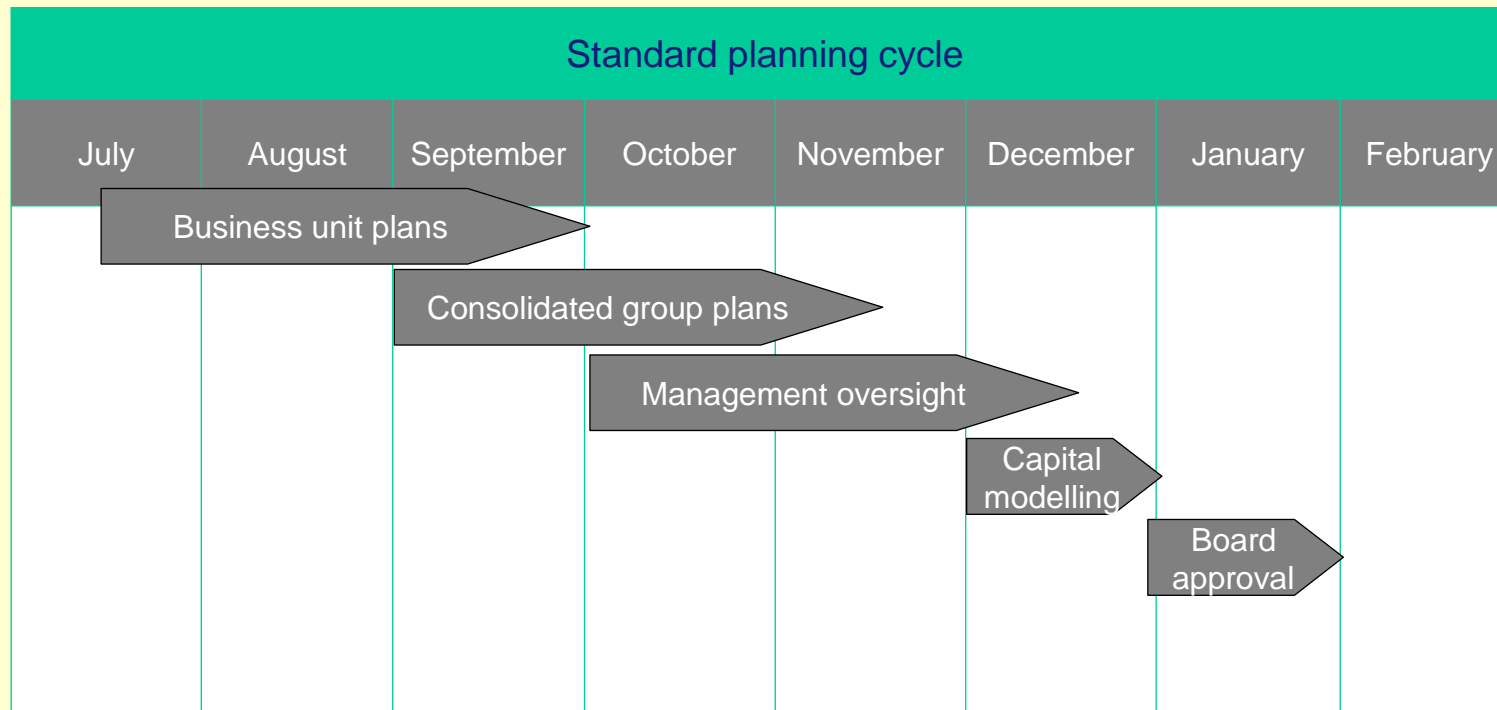 Standard planning cycle
July August September October November December January February
Business unit plans
Consolidated group plans
Management oversight
Capital
modelling
Board
approval